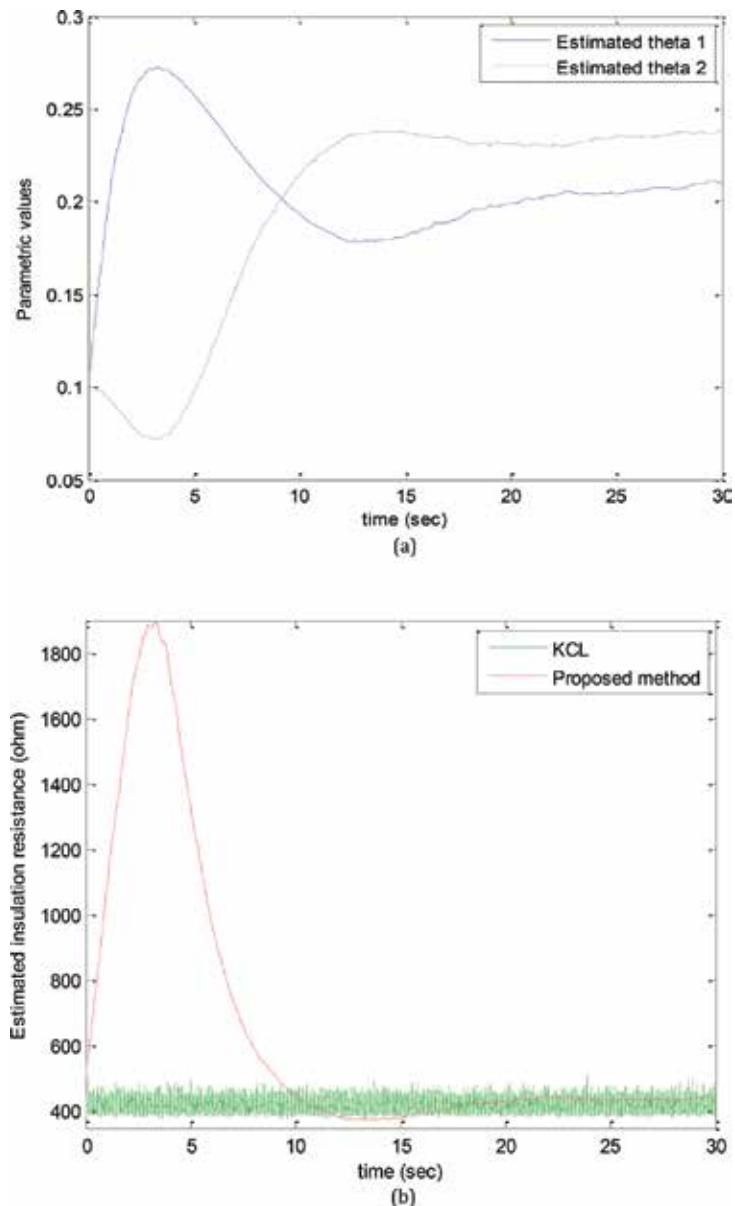 0.3
Estimated theta 1
Estimated theta 2
0.25
0.2
0.15
0.1
0.05
Parametric values
0 5 10 15 20 25 30
time (sec)
(a)
KCL
Proposed method
1800
1600
1400
1200
1000
800
600
400
Estimated insulation resistance (ohm)
0 5 10 15 20 25 30
time (sec)
(b)